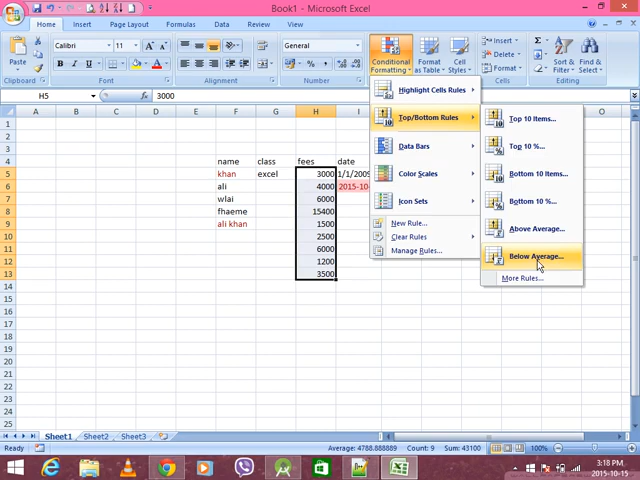 Book1 - Microsoft Excel
Home Insert Page Layout Formulas Data Review View
Paste Calibri 11 General Conditional Formatting Format as Table Cell Styles Insert Delete Format Sort & Filter Find & Select
Clipboard Font Alignment Number Cells
H5 3000
A B C D E F G H I O
1
2
3
4 name class fees date
5 khan excel 3000 1/1/2009
6 ali 4000 2015-10-
7 wlai 6000
8 fhaeme 15400
9 ali khan 1500
10 2500
11 6000
12 1200
13 3500
14
15
16
17
18
19
20
21
22
23
24
25
Highlight Cells Rules
Top/Bottom Rules
Data Bars
Color Scales
Icon Sets
New Rule...
Clear Rules
Manage Rules...
Top 10 Items...
Top 10 %...
Bottom 10 Items...
Bottom 10 %...
Above Average...
Below Average...
More Rules...
Sheet1 Sheet2 Sheet3
Ready Average: 4788.888889 Count: 9 Sum: 43100 100%
3:18 PM
2015-10-15